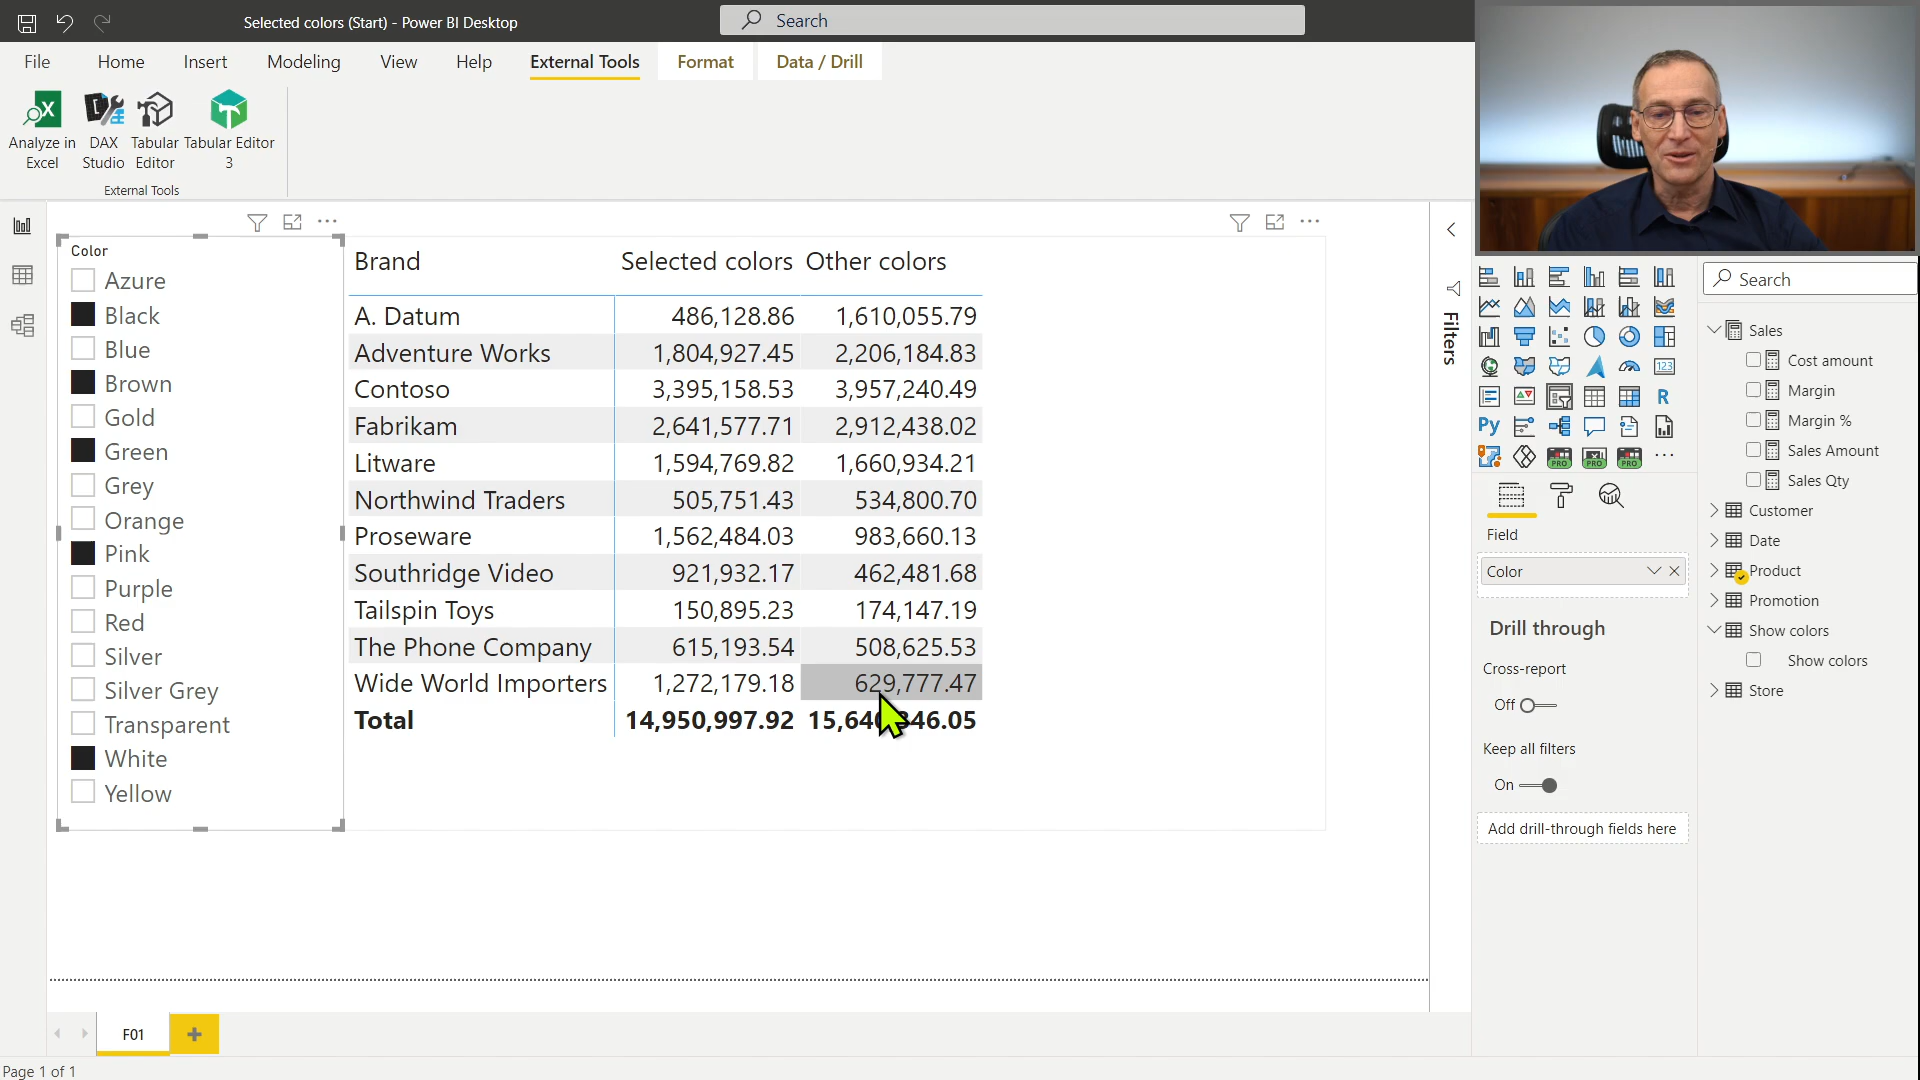 Selected colors (Start) - Power BI Desktop
Search
File Home Insert Modeling View Help External Tools Format Data / Drill
Analyze in Excel
DAX Studio
Tabular Editor
Tabular Editor 3
External Tools
Color
Azure
Black
Blue
Brown
Gold
Green
Grey
Orange
Pink
Purple
Red
Silver
Silver Grey
Transparent
White
Yellow
Brand Selected colors Other colors
A. Datum 486,128.86 1,610,055.79
Adventure Works 1,804,927.45 2,206,184.83
Contoso 3,395,158.53 3,957,240.49
Fabrikam 2,641,577.71 2,912,438.02
Litware 1,594,769.82 1,660,934.21
Northwind Traders 505,751.43 534,800.70
Proseware 1,562,484.03 983,660.13
Southridge Video 921,932.17 462,481.68
Tailspin Toys 150,895.23 174,147.19
The Phone Company 615,193.54 508,625.53
Wide World Importers 1,272,179.18 629,777.47
Total 14,950,997.92
Filters
R
Py
123
PRO PRO PRO
Field
Color
Drill through
Cross-report
Off
Keep all filters
On
Add drill-through fields here
Search
Sales
Cost amount
Margin
Margin %
Sales Amount
Sales Qty
Customer
Date
Product
Promotion
Show colors
Show colors
Store
F01
Page 1 of 1